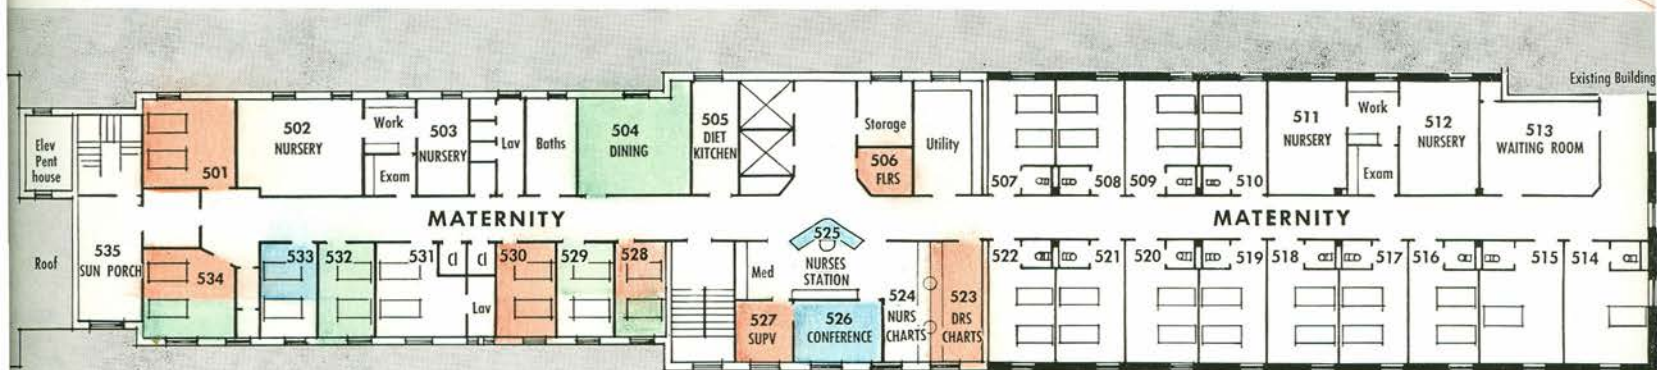 Existing Building
Elev
Pent
house
501
502
NURSERY
Work
Exam
503
NURSERY
Lav
Baths
504
DINING
505
DIET
KITCHEN
Storage
506
FLRS
Utility
507
508
509
510
511
NURSERY
Work
Exam
512
NURSERY
513
WAITING ROOM
MATERNITY
MATERNITY
Roof
535
SUN PORCH
534
533
532
531
Cl
Cl
Lav
530
529
528
Med
525
NURSES
STATION
527
SUPV
526
CONFERENCE
524
NURS
CHARTS
523
DRS
CHARTS
522
521
520
519
518
517
516
515
514